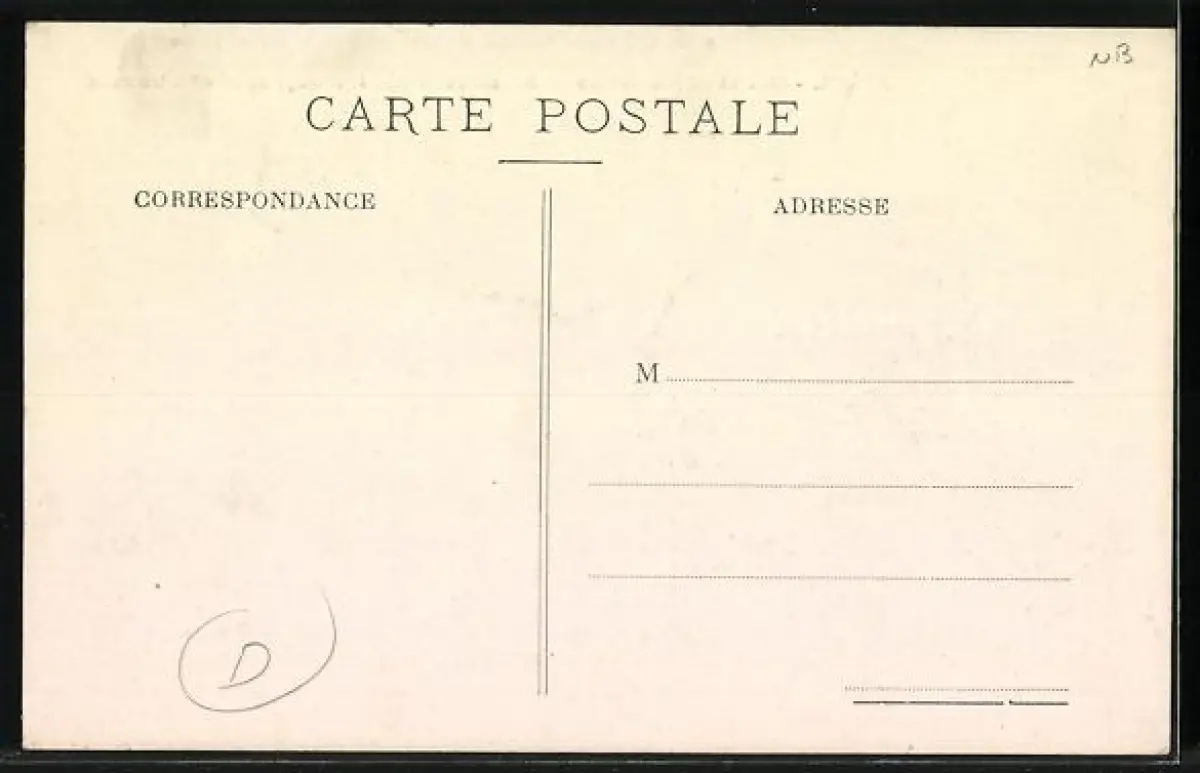 NB
CARTE POSTALE
CORRESPONDANCE
ADRESSE
M
D